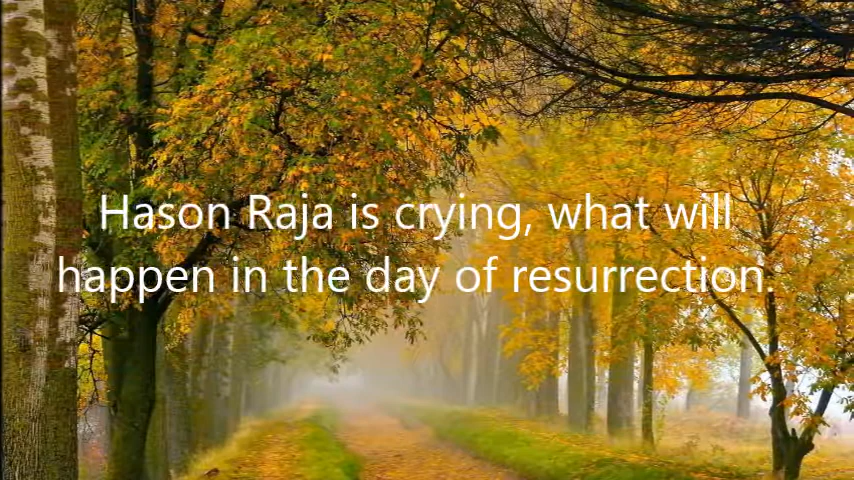 Hason Raja is crying, what will
happen in the day of resurrection.